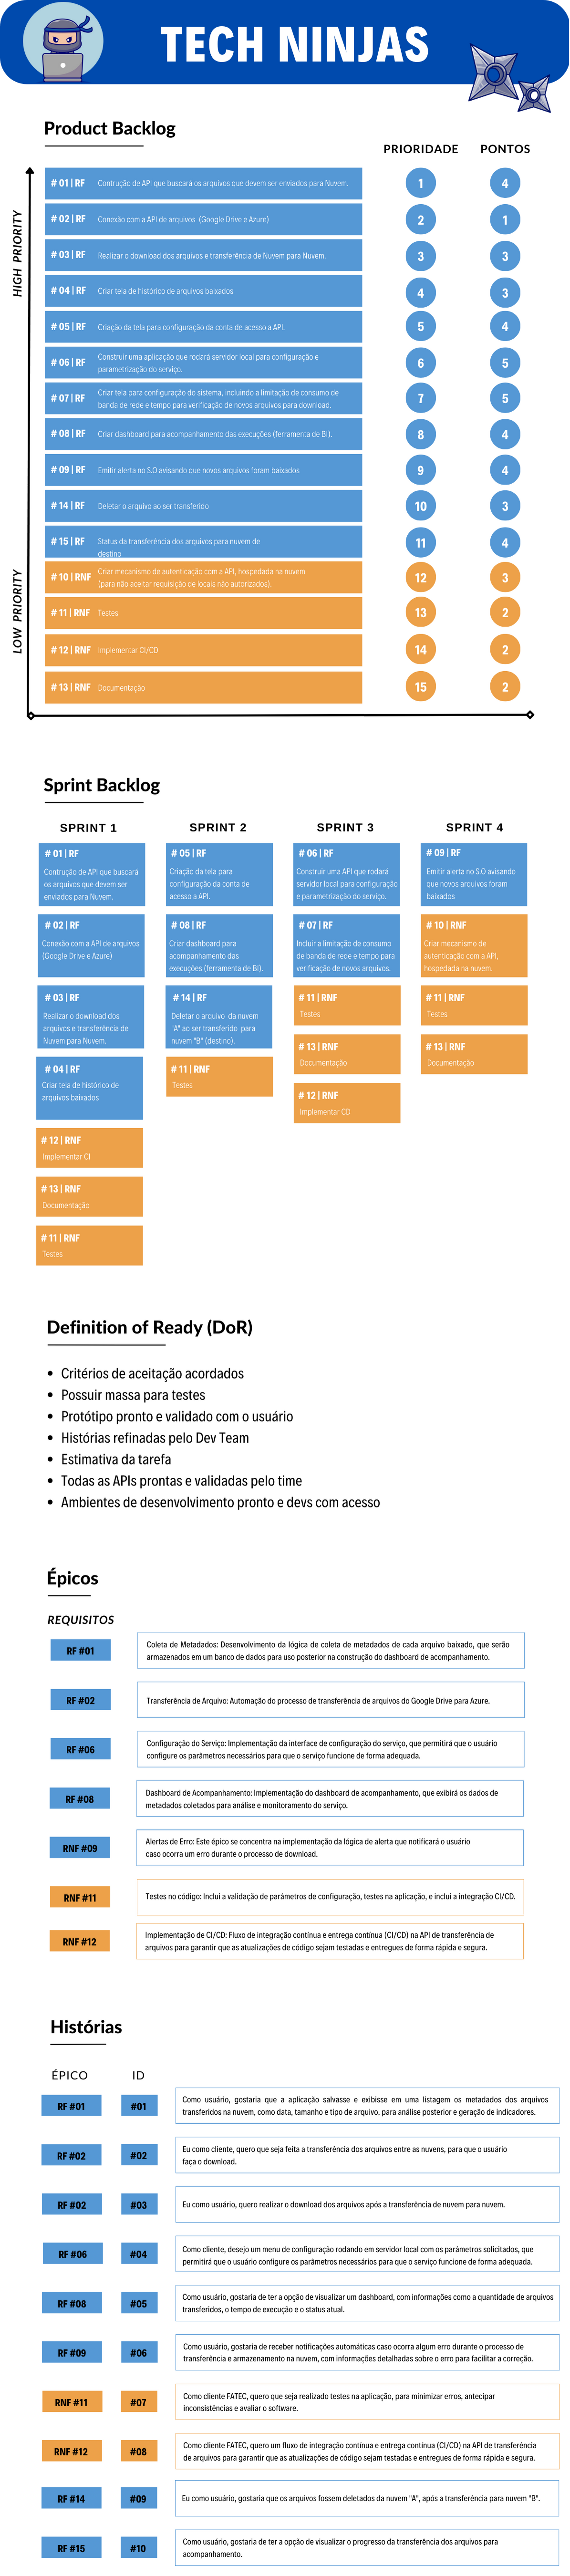 TECH NINJAS
Product Backlog
PRIORIDADE PONTOS
HIGH PRIORITY
LOW PRIORITY
# 01 | RF Contrução de API que buscará os arquivos que devem ser enviados para Nuvem. 1 4
# 02 | RF Conexão com a API de arquivos (Google Drive e Azure) 2 1
# 03 | RF Realizar o download dos arquivos e transferência de Nuvem para Nuvem. 3 3
# 04 | RF Criar tela de histórico de arquivos baixados 4 3
# 05 | RF Criação da tela para configuração da conta de acesso a API. 5 4
# 06 | RF Construir uma aplicação que rodará servidor local para configuração e
parametrização do serviço. 6 5
# 07 | RF Criar tela para configuração do sistema, incluindo a limitação de consumo de
banda de rede e tempo para verificação de novos arquivos para download. 7 5
# 08 | RF Criar dashboard para acompanhamento das execuções (ferramenta de BI). 8 4
# 09 | RF Emitir alerta no S.O avisando que novos arquivos foram baixados 9 4
# 14 | RF Deletar o arquivo ao ser transferido 10 3
# 15 | RF Status da transferência dos arquivos para nuvem de
destino 11 4
# 10 | RNF Criar mecanismo de autenticação com a API, hospedada na nuvem
(para não aceitar requisição de locais não autorizados). 12 3
# 11 | RNF Testes 13 2
# 12 | RNF Implementar CI/CD 14 2
# 13 | RNF Documentação 15 2
Sprint Backlog
SPRINT 1
# 01 | RF
Contrução de API que buscará
os arquivos que devem ser
enviados para Nuvem.
# 02 | RF
Conexão com a API de arquivos
(Google Drive e Azure)
# 03 | RF
Realizar o download dos
arquivos e transferência de
Nuvem para Nuvem.
# 04 | RF
Criar tela de histórico de
arquivos baixados
# 12 | RNF
Implementar CI
# 13 | RNF
Documentação
# 11 | RNF
Testes
SPRINT 2
# 05 | RF
Criação da tela para
configuração da conta de
acesso a API.
# 08 | RF
Criar dashboard para
acompanhamento das
execuções (ferramenta de BI).
# 14 | RF
Deletar o arquivo da nuvem
"A" ao ser transferido para
nuvem "B" (destino).
# 11 | RNF
Testes
SPRINT 3
# 06 | RF
Construir uma API que rodará
servidor local para configuração
e parametrização do serviço.
# 07 | RF
Incluir a limitação de consumo
de banda de rede e tempo para
verificação de novos arquivos.
# 11 | RNF
Testes
# 13 | RNF
Documentação
# 12 | RNF
Implementar CD
SPRINT 4
# 09 | RF
Emitir alerta no S.O avisando
que novos arquivos foram
baixados
# 10 | RNF
Criar mecanismo de
autenticação com a API,
hospedada na nuvem.
# 11 | RNF
Testes
# 13 | RNF
Documentação
Definition of Ready (DoR)
• Critérios de aceitação acordados
• Possuir massa para testes
• Protótipo pronto e validado com o usuário
• Histórias refinadas pelo Dev Team
• Estimativa da tarefa
• Todas as APIs prontas e validadas pelo time
• Ambientes de desenvolvimento pronto e devs com acesso
Épicos
REQUISITOS
RF #01 Coleta de Metadados: Desenvolvimento da lógica de coleta de metadados de cada arquivo baixado, que serão
armazenados em um banco de dados para uso posterior na construção do dashboard de acompanhamento.
RF #02 Transferência de Arquivo: Automação do processo de transferência de arquivos do Google Drive para Azure.
RF #06 Configuração do Serviço: Implementação da interface de configuração do serviço, que permitirá que o usuário
configure os parâmetros necessários para que o serviço funcione de forma adequada.
RF #08 Dashboard de Acompanhamento: Implementação do dashboard de acompanhamento, que exibirá os dados de
metadados coletados para análise e monitoramento do serviço.
RNF #09 Alertas de Erro: Este épico se concentra na implementação da lógica de alerta que notificará o usuário
caso ocorra um erro durante o processo de download.
RNF #11 Testes no código: Inclui a validação de parâmetros de configuração, testes na aplicação, e inclui a integração CI/CD.
RNF #12 Implementação de CI/CD: Fluxo de integração contínua e entrega contínua (CI/CD) na API de transferência de
arquivos para garantir que as atualizações de código sejam testadas e entregues de forma rápida e segura.
Histórias
ÉPICO ID
RF #01 #01 Como usuário, gostaria que a aplicação salvasse e exibisse em uma listagem os metadados dos arquivos
transferidos na nuvem, como data, tamanho e tipo de arquivo, para análise posterior e geração de indicadores.
RF #02 #02 Eu como cliente, quero que seja feita a transferência dos arquivos entre as nuvens, para que o usuário
faça o download.
RF #02 #03 Eu como usuário, quero realizar o download dos arquivos após a transferência de nuvem para nuvem.
RF #06 #04 Como cliente, desejo um menu de configuração rodando em servidor local com os parâmetros solicitados, que
permitirá que o usuário configure os parâmetros necessários para que o serviço funcione de forma adequada.
RF #08 #05 Como usuário, gostaria de ter a opção de visualizar um dashboard, com informações como a quantidade de arquivos
transferidos, o tempo de execução e o status atual.
RF #09 #06 Como usuário, gostaria de receber notificações automáticas caso ocorra algum erro durante o processo de
transferência e armazenamento na nuvem, com informações detalhadas sobre o erro para facilitar a correção.
RNF #11 #07 Como cliente FATEC, quero que seja realizado testes na aplicação, para minimizar erros, antecipar
inconsistências e avaliar o software.
RNF #12 #08 Como cliente FATEC, quero um fluxo de integração contínua e entrega contínua (CI/CD) na API de transferência
de arquivos para garantir que as atualizações de código sejam testadas e entregues de forma rápida e segura.
RF #14 #09 Eu como usuário, gostaria que os arquivos fossem deletados da nuvem "A", após a transferência para nuvem "B".
RF #15 #10 Como usuário, gostaria de ter a opção de visualizar o progresso da transferência dos arquivos para
acompanhamento.